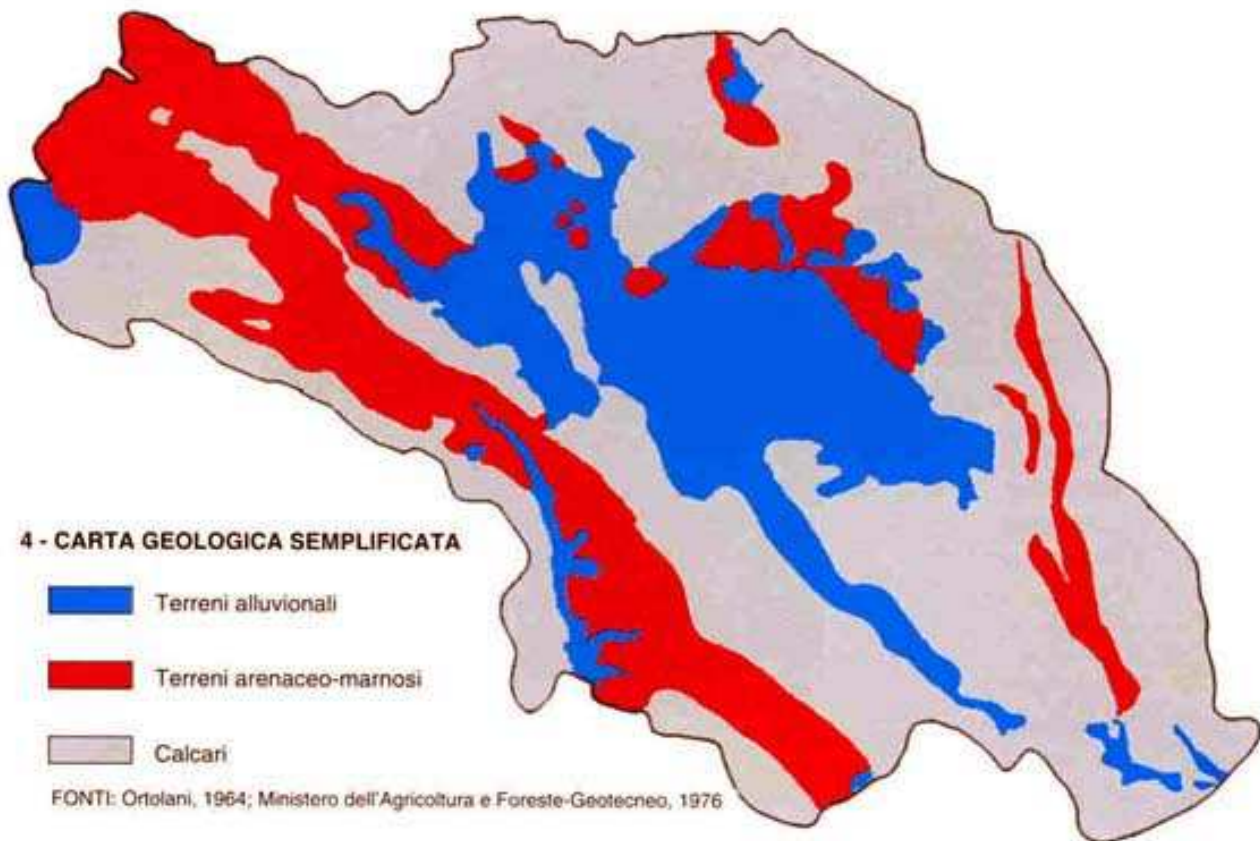 4 - CARTA GEOLOGICA SEMPLIFICATA
Terreni alluvionali
Terreni arenaceo-marnosi
Calcari
FONTI: Ortolani, 1964; Ministero dell'Agricoltura e Foreste-Geotecneo, 1976